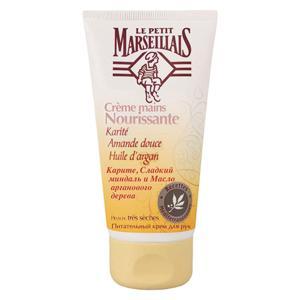 LE PETIT
MARSEILLAIS
Crème mains
Nourissante
Karité
Amande douce
Huile d'argan
Карите, Сладкий
миндаль и Масло
арганового
дерева
Peaux très sèches
Питательный крем для рук